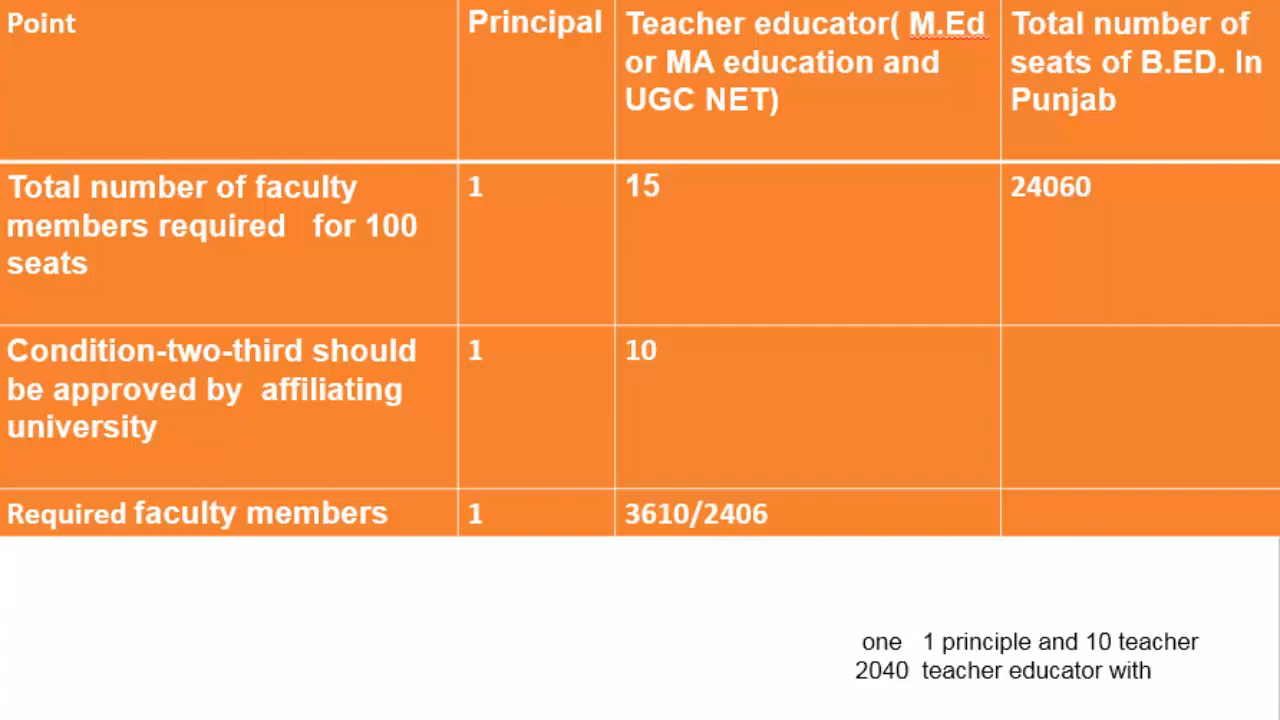 Point
Principal
Teacher educator( M.Ed
or MA education and
UGC NET)
Total number of
seats of B.ED. In
Punjab
Total number of faculty
members required for 100
seats
1
15
24060
Condition-two-third should
be approved by affiliating
university
1
10
Required faculty members
1
3610/2406
one 1 principle and 10 teacher
2040 teacher educator with